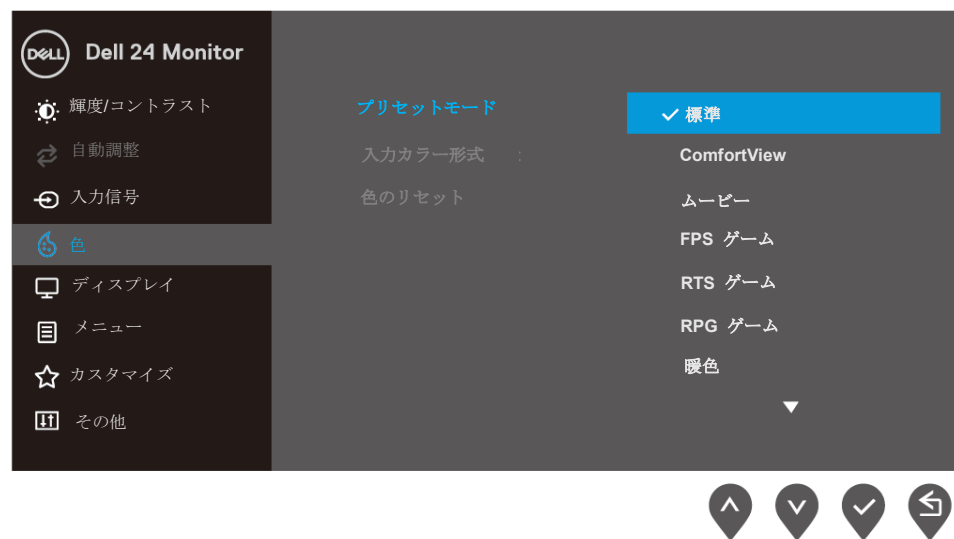 DELL Dell 24 Monitor
輝度/コントラスト
自動調整
入力信号
色
ディスプレイ
メニュー
カスタマイズ
その他
プリセットモード
入力カラー形式 :
色のリセット
標準
ComfortView
ムービー
FPS ゲーム
RTS ゲーム
RPG ゲーム
暖色